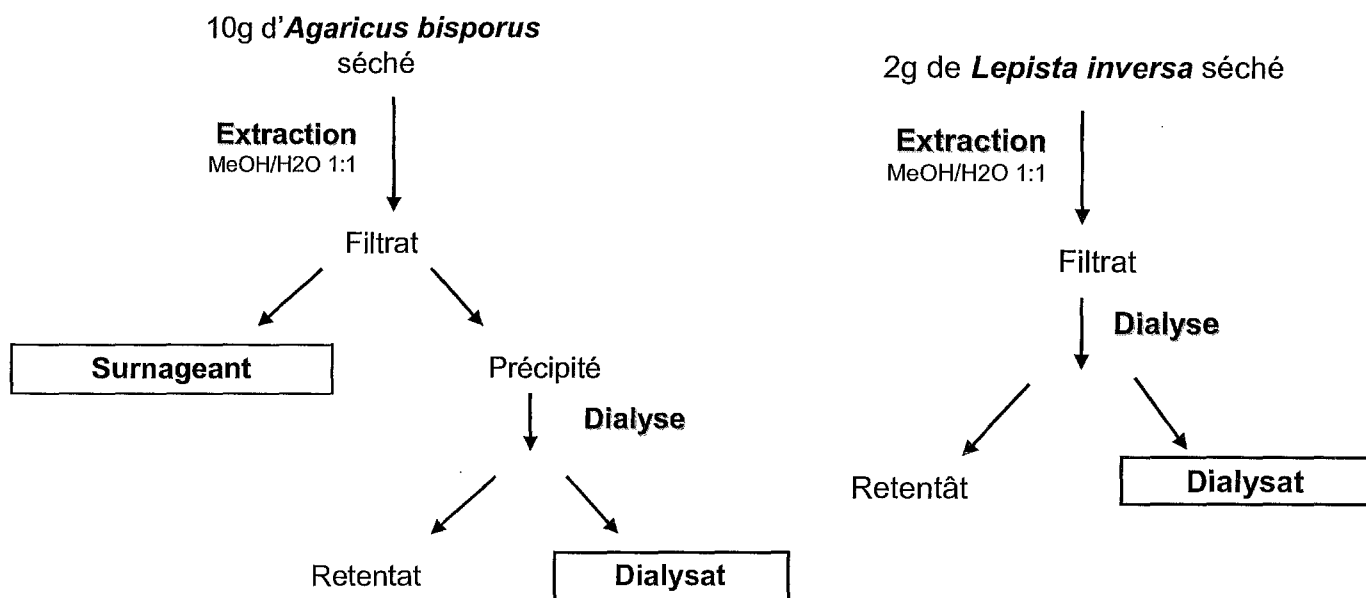 10g d'Agaricus bisporus
séché
Extraction
MeOH/H2O 1:1
Filtrat
Surnageant
Précipité
Dialyse
Retentat
Dialysat
2g de Lepista inversa séché
Extraction
MeOH/H2O 1:1
Filtrat
Dialyse
Retentât
Dialysat